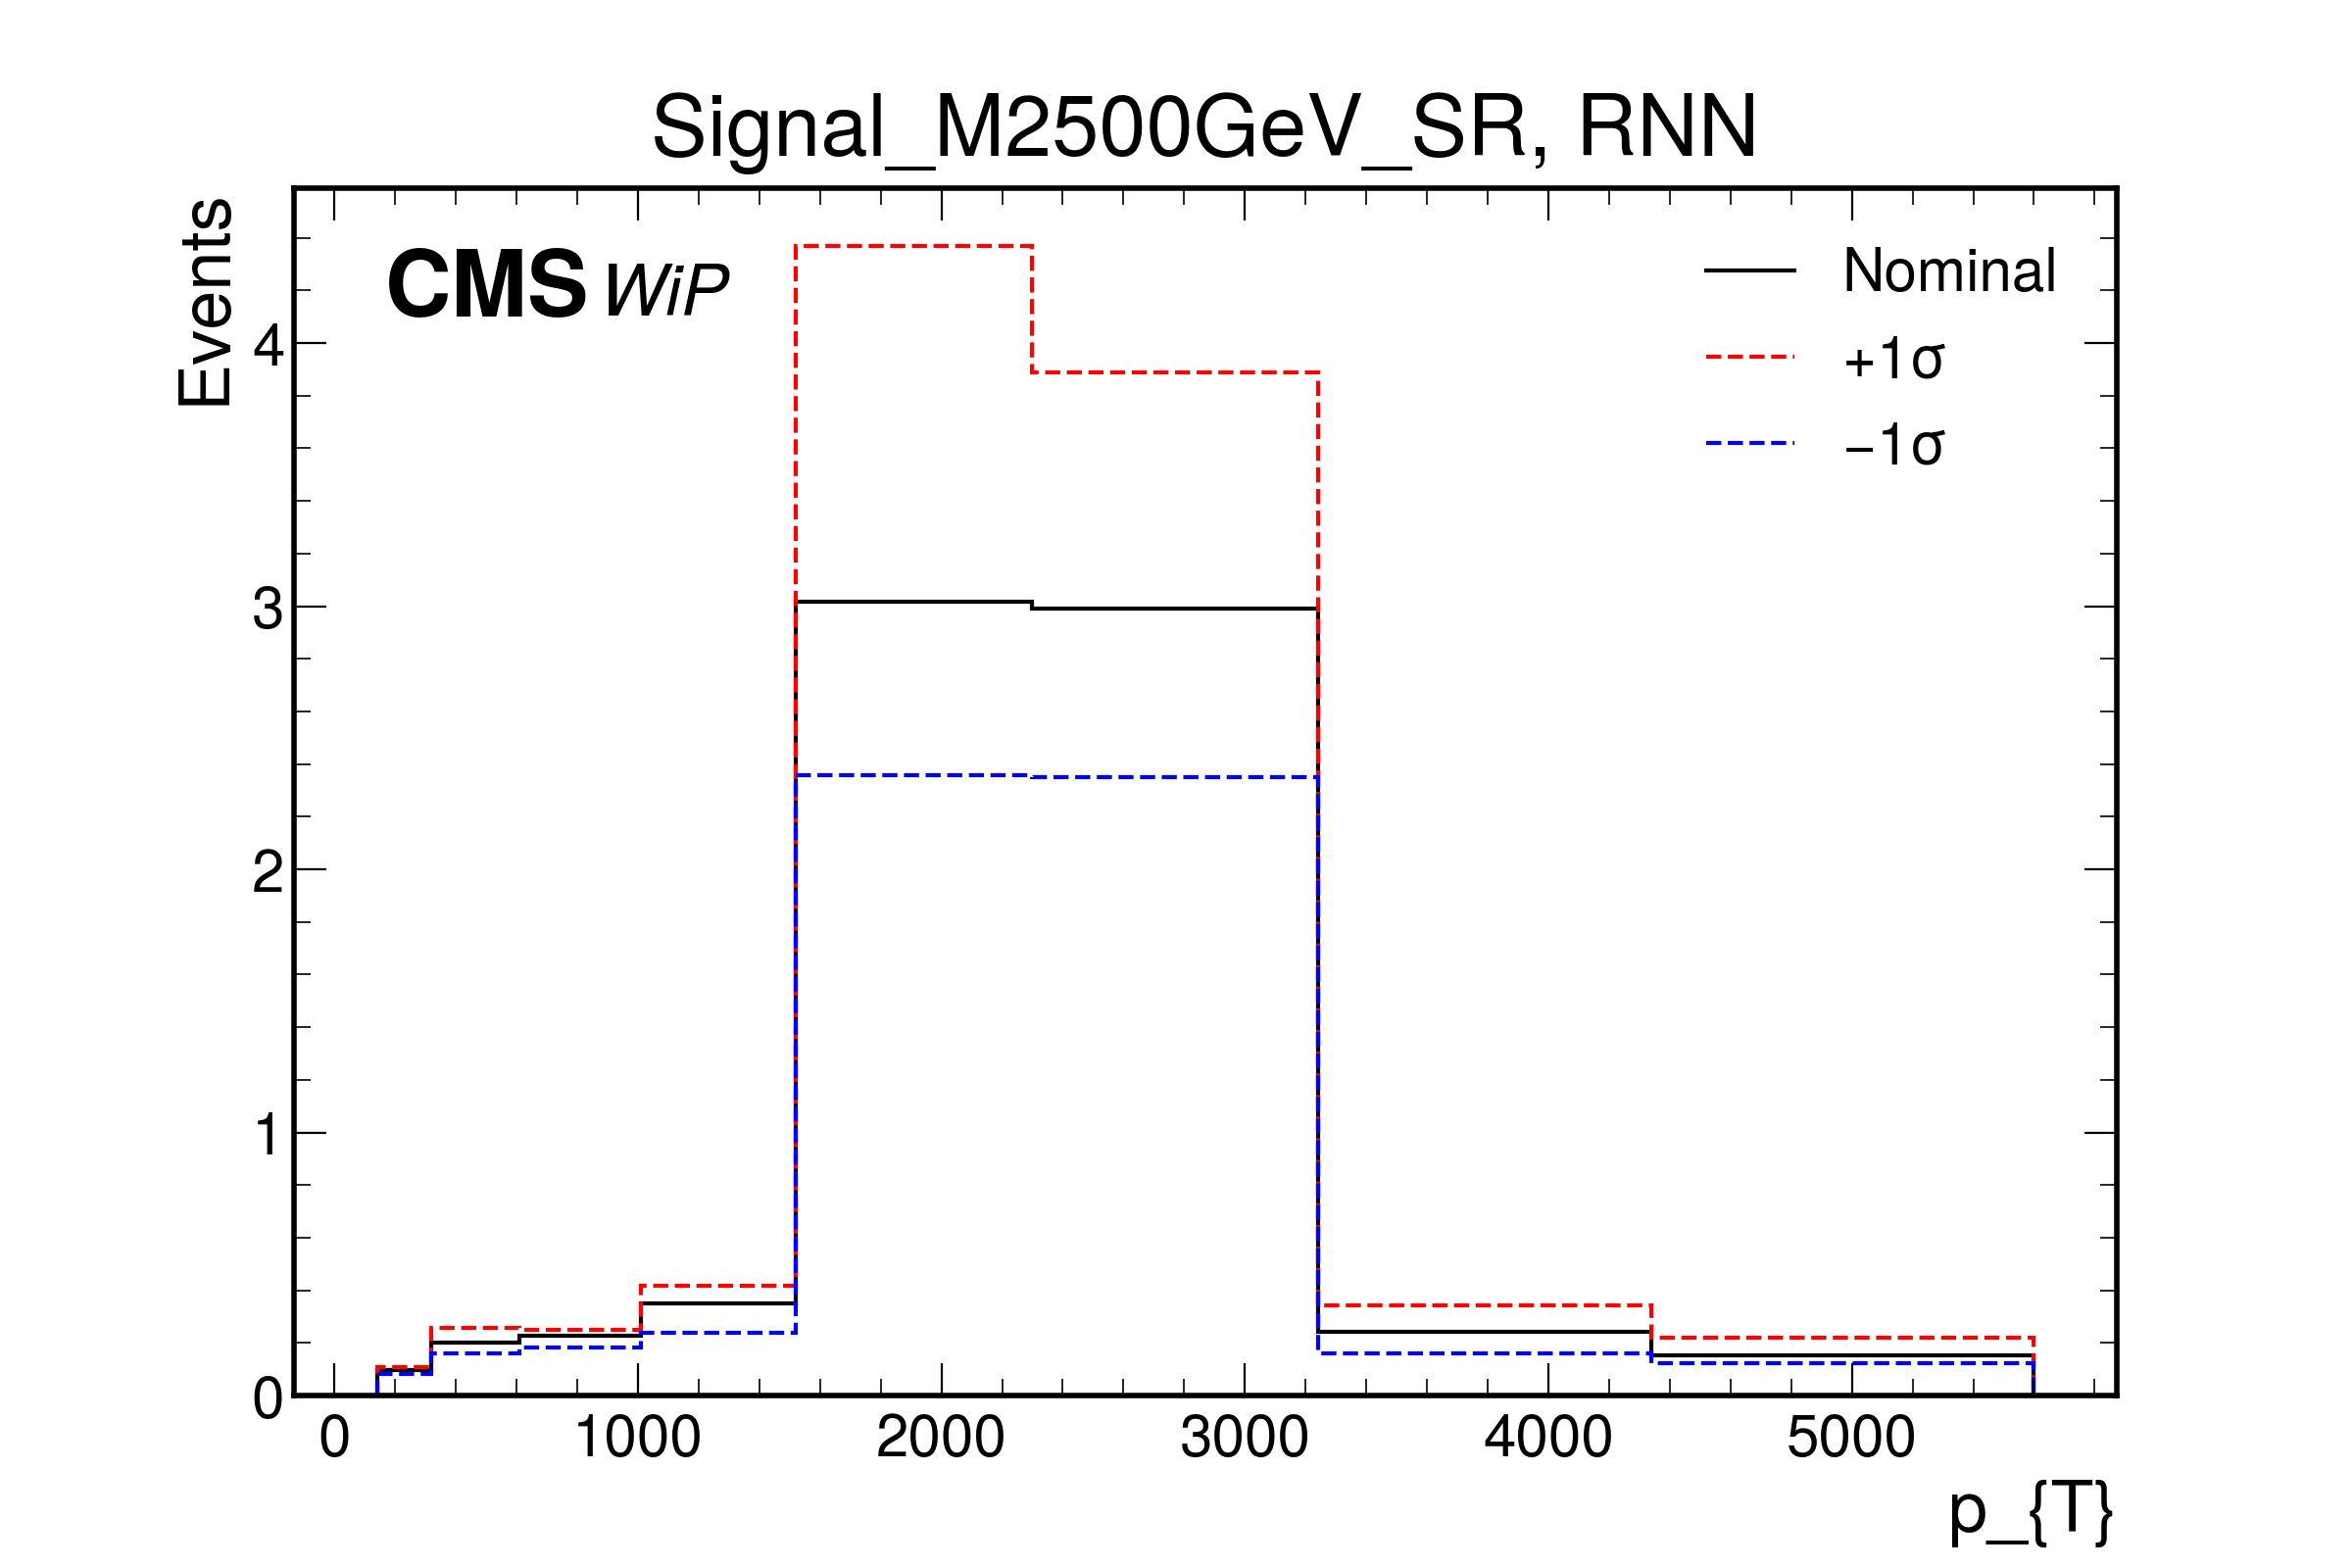 Signal_M2500GeV_SR, RNN
Events
CMS WiP
Nominal
+1σ
−1σ
4
3
2
1
0
0 1000 2000 3000 4000 5000
p_{T}